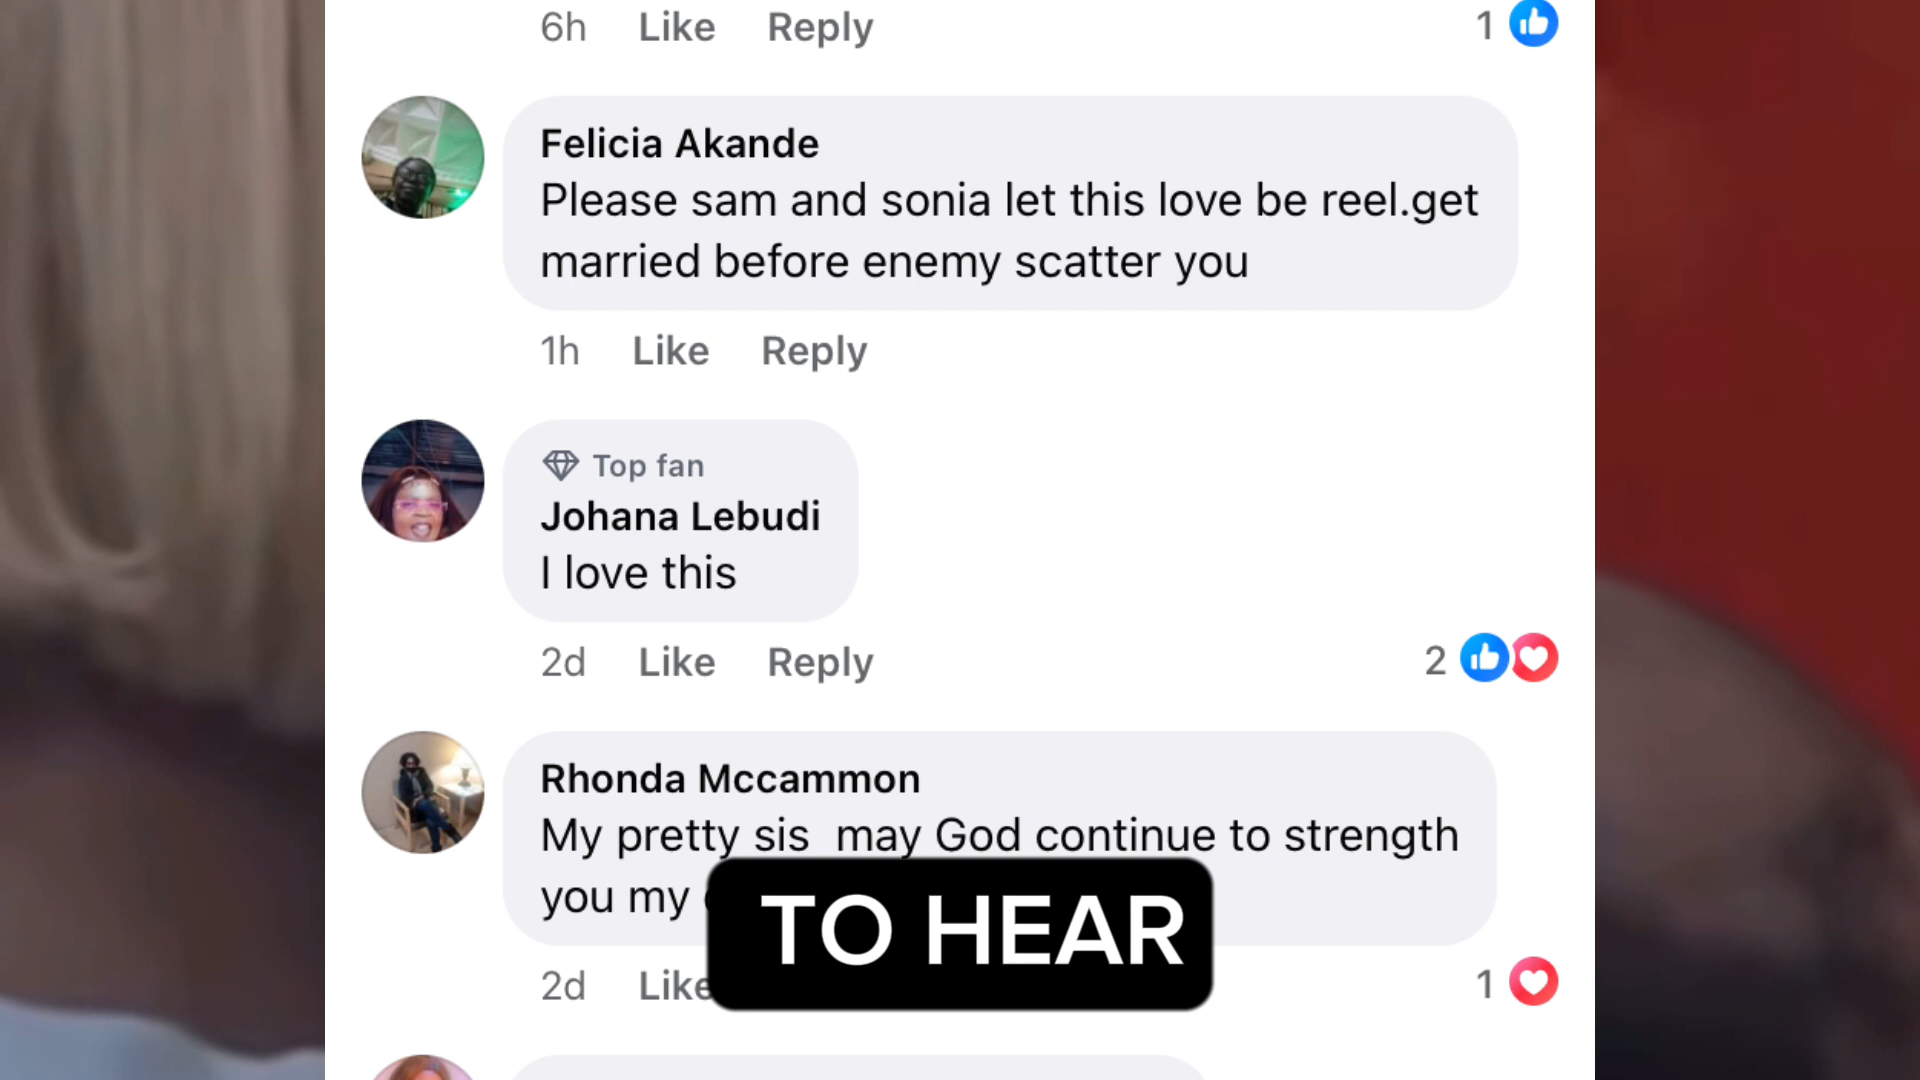 6h Like Reply 1
Felicia Akande
Please sam and sonia let this love be reel.get
married before enemy scatter you
1h Like Reply
Top fan
Johana Lebudi
I love this
2d Like Reply 2
Rhonda Mccammon
My pretty sis may God continue to strength
you my
TO HEAR
2d Like 1